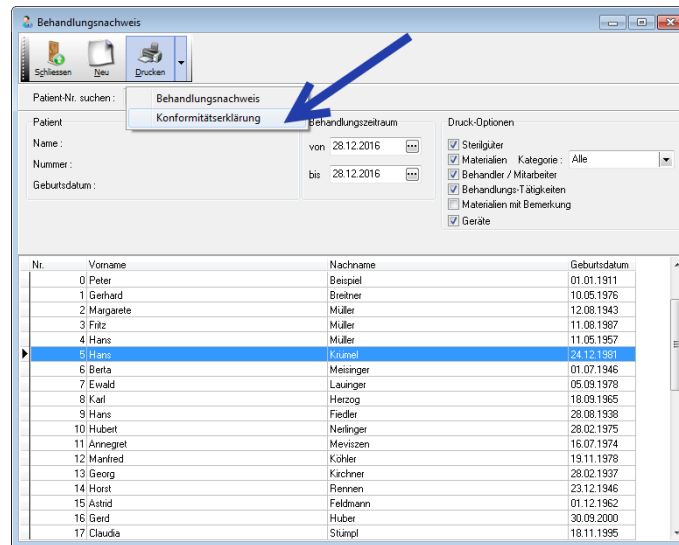 Behandlungsnachweis
Schliessen Neu Drucken
Patient-Nr. suchen :
Behandlungsnachweis
Konformitätserklärung
Patient
Name :
Nummer :
Geburtsdatum :
Behandlungszeitraum
von 28.12.2016
bis 28.12.2016
Druck-Optionen
Sterilgüter
Materialien Kategorie : Alle
Behandler / Mitarbeiter
Behandlungs-Tätigkeiten
Materialien mit Bemerkung
Geräte
Nr. Vorname Nachname Geburtsdatum
0 Peter Beispiel 01.01.1911
1 Gerhard Breitner 10.05.1976
2 Margarete Müller 12.08.1943
3 Fritz Müller 11.08.1987
4 Hans Müller 11.05.1957
5 Hans Krümel 24.12.1981
6 Berta Meisinger 01.07.1946
7 Ewald Lauinger 05.09.1978
8 Karl Herzog 18.09.1965
9 Hans Fiedler 28.08.1938
10 Hubert Nerlinger 28.02.1975
11 Annegret Meviszen 16.07.1974
12 Manfred Köhler 19.11.1978
13 Georg Kirchner 28.02.1937
14 Horst Rennen 23.12.1946
15 Astrid Feldmann 01.12.1962
16 Gerd Huber 30.09.2000
17 Claudia Stümpl 18.11.1995